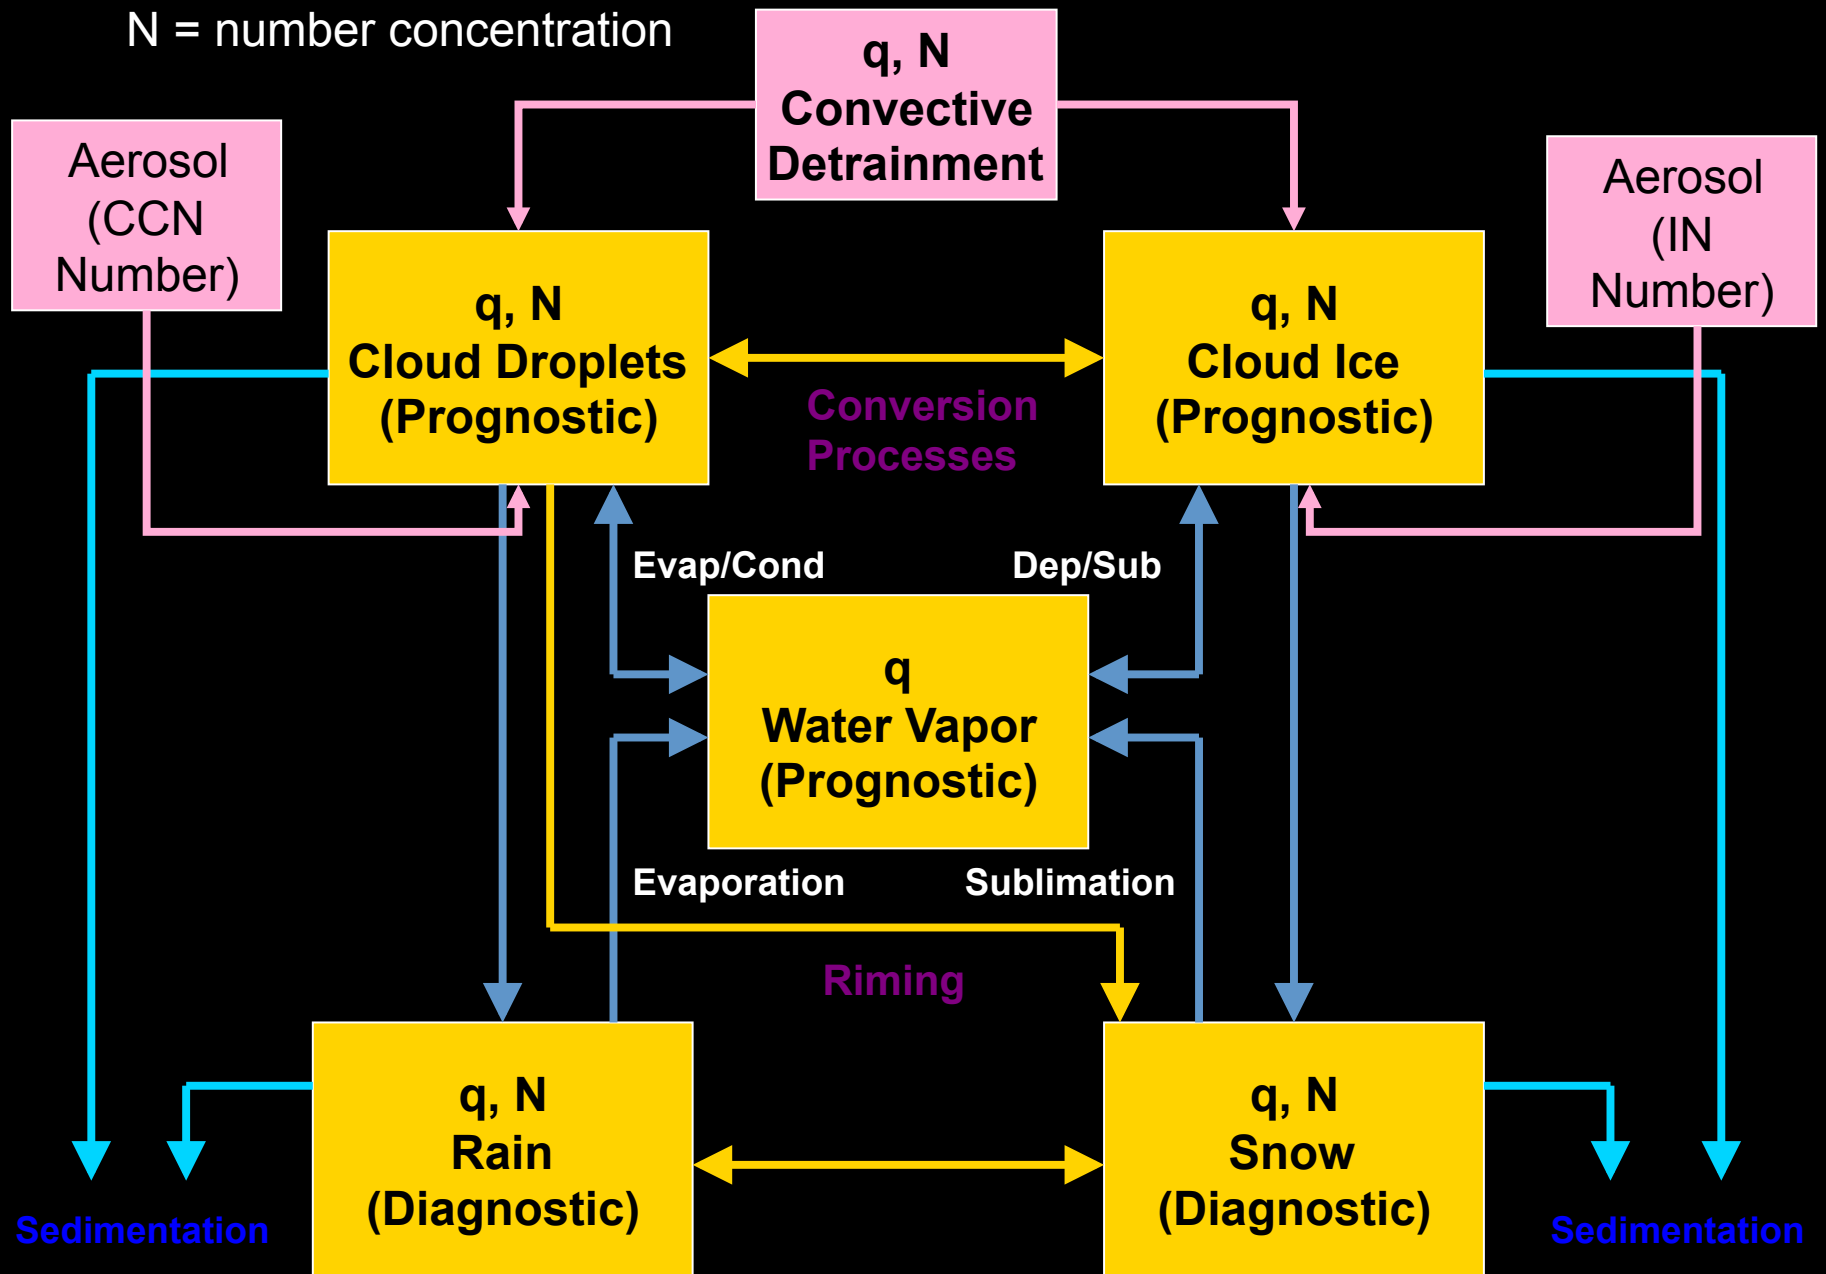 N = number concentration
q, N
Convective
Detrainment
Aerosol
(CCN
Number)
Aerosol
(IN
Number)
q, N
Cloud Droplets
(Prognostic)
q, N
Cloud Ice
(Prognostic)
Conversion
Processes
Evap/Cond
Dep/Sub
q
Water Vapor
(Prognostic)
Evaporation
Sublimation
Riming
q, N
Rain
(Diagnostic)
q, N
Snow
(Diagnostic)
Sedimentation
Sedimentation